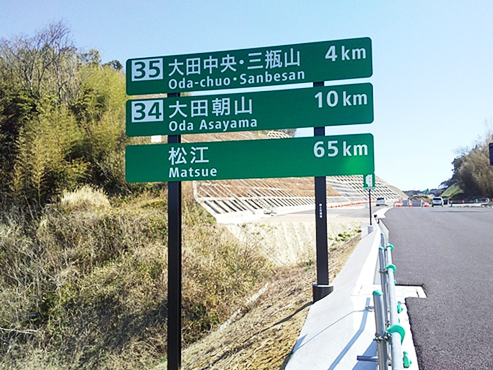 35 大田中央・三瓶山 4 km
Oda-chuo・Sanbesan
34 大田朝山 10 km
Oda Asayama
松江 65 km
Matsue